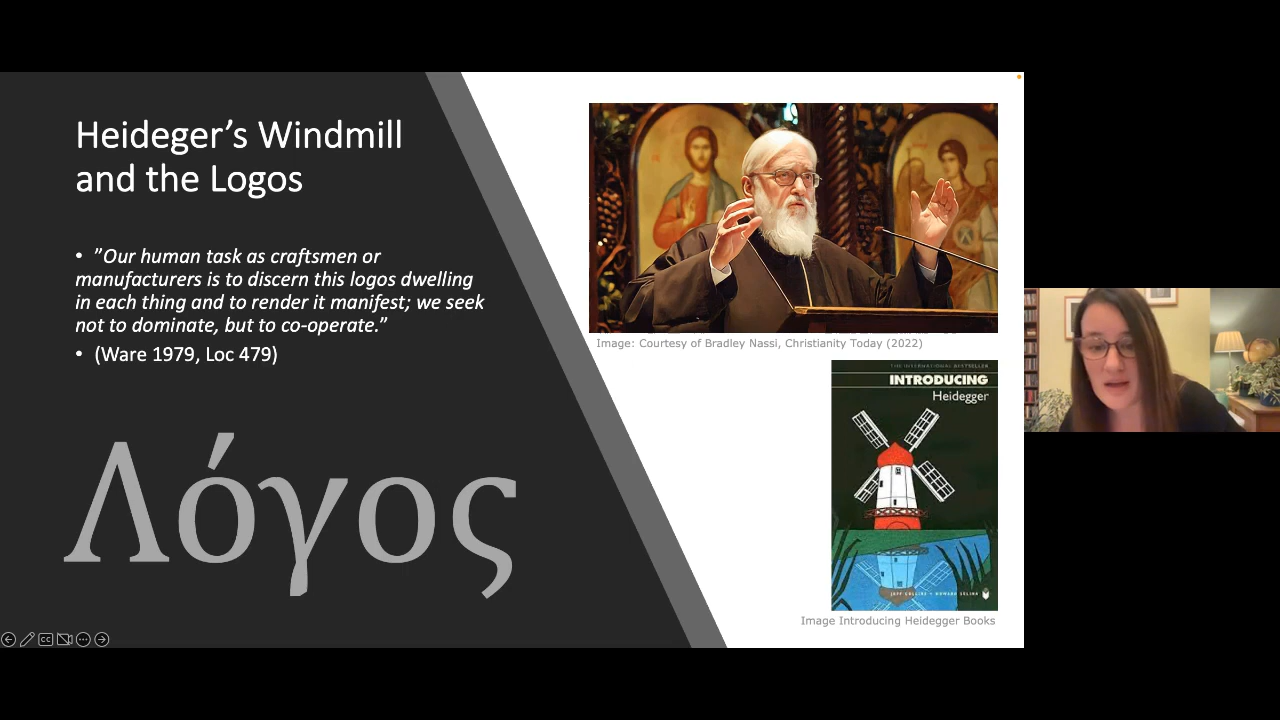 Heideger’s Windmill
and the Logos
• ”Our human task as craftsmen or
manufacturers is to discern this logos dwelling
in each thing and to render it manifest; we seek
not to dominate, but to co-operate.”
• (Ware 1979, Loc 479)
Λόγος
Image: Courtesy of Bradley Nassi, Christianity Today (2022)
THE INTERNATIONAL BESTSELLER
INTRODUCING
Heidegger
JEFF COLLINS • HOWARD SELINA
Image Introducing Heidegger Books
CC